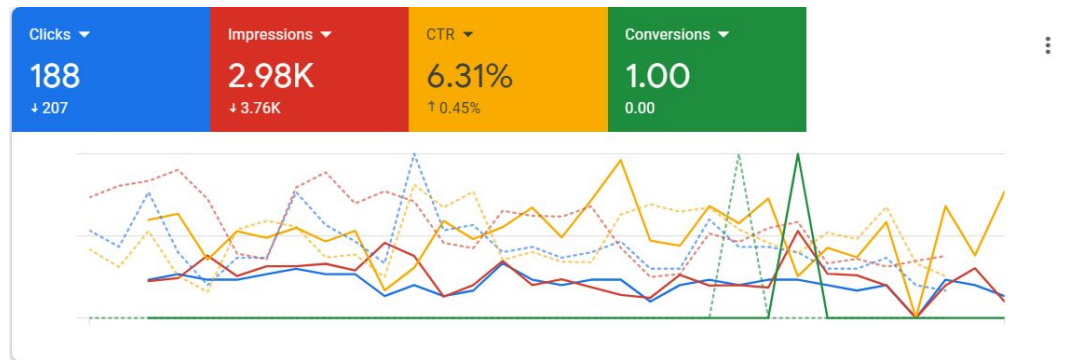 Clicks
188
↓ 207
Impressions
2.98K
↓ 3.76K
CTR
6.31%
↑ 0.45%
Conversions
1.00
0.00